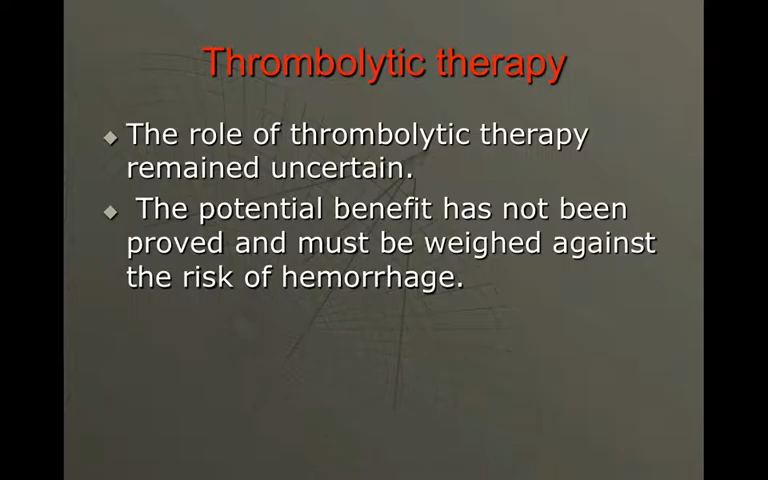 Thrombolytic therapy
The role of thrombolytic therapy
remained uncertain.
The potential benefit has not been
proved and must be weighed against
the risk of hemorrhage.